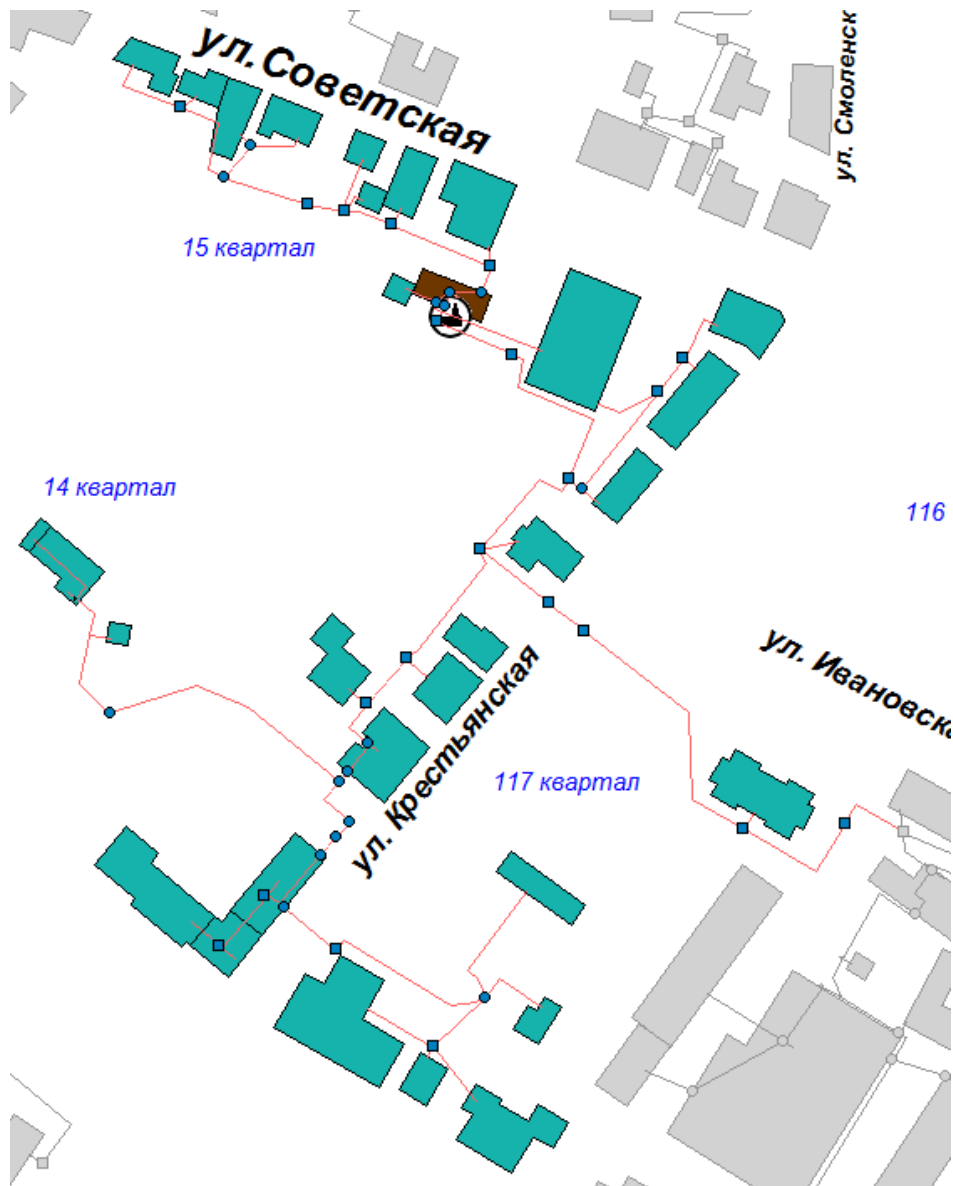 ул.Советская
ул. Смоленск
15 квартал
14 квартал
116
ул. Ивановска
ул. Крестьянская
117 квартал